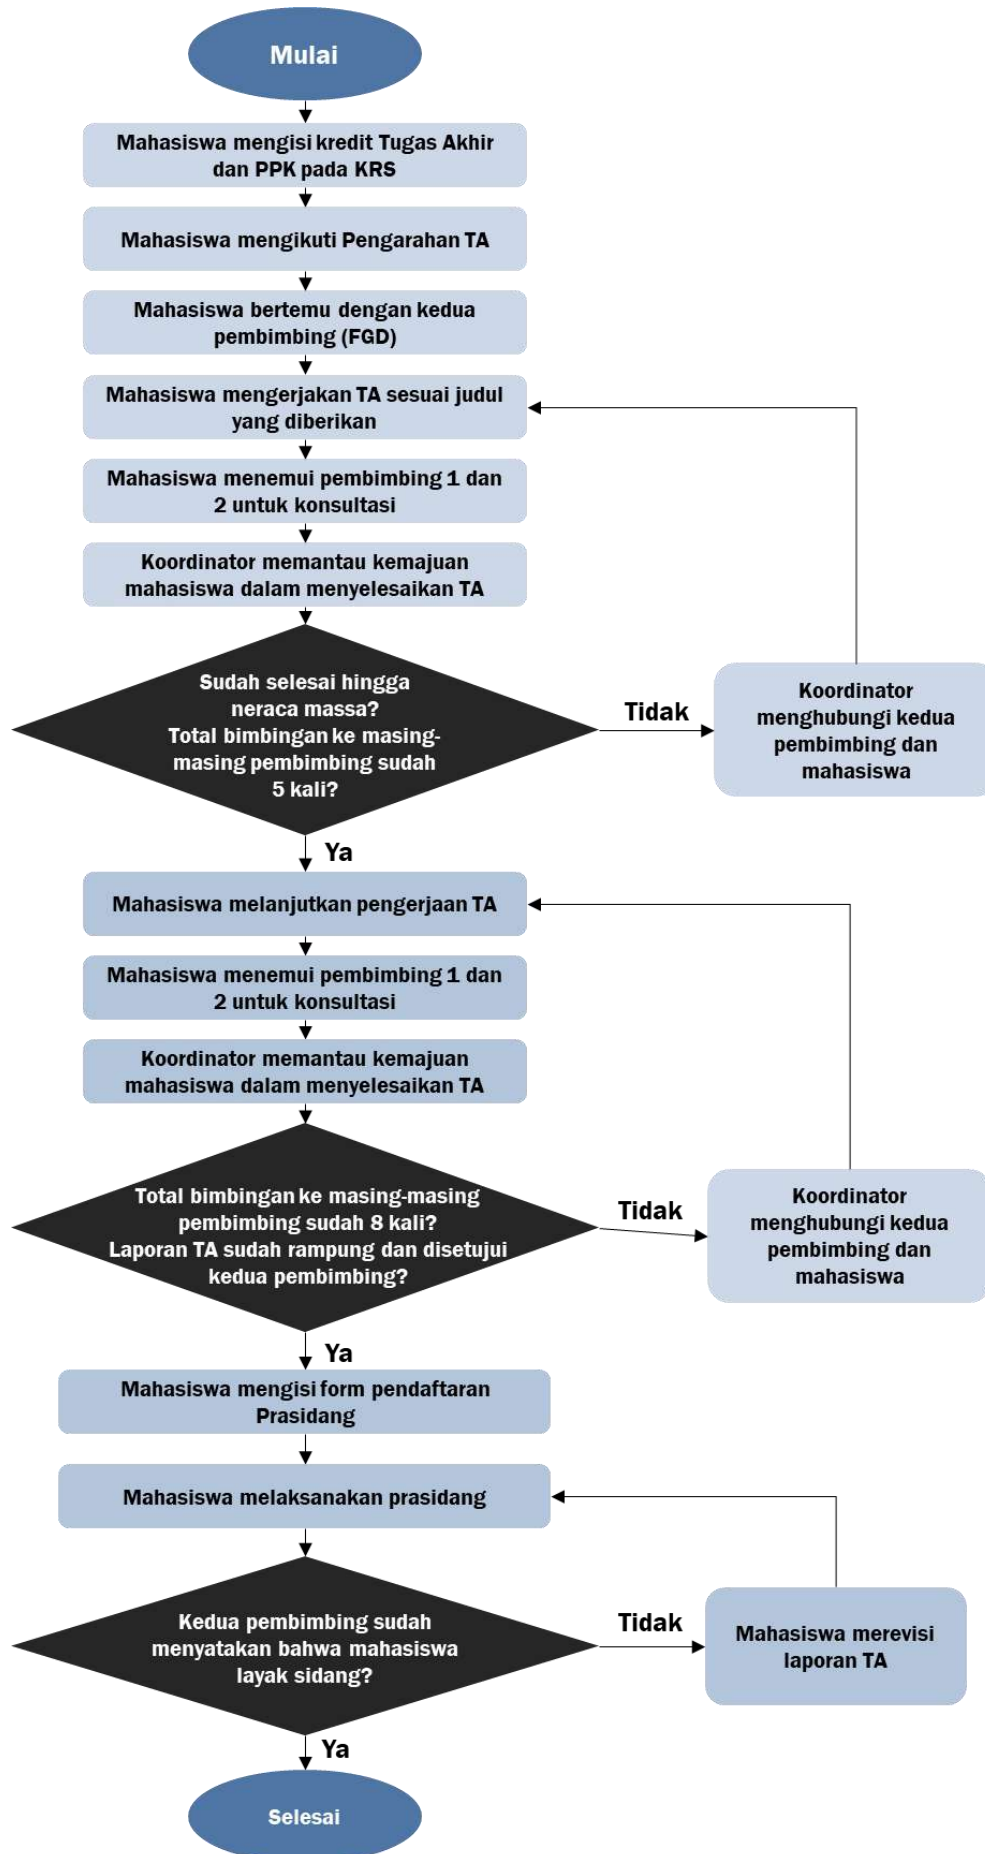 Mulai
Mahasiswa mengisi kredit Tugas Akhir
dan PPK pada KRS
Mahasiswa mengikuti Pengarahan TA
Mahasiswa bertemu dengan kedua
pembimbing (FGD)
Mahasiswa mengerjakan TA sesuai judul
yang diberikan
Mahasiswa menemui pembimbing 1 dan
2 untuk konsultasi
Koordinator memantau kemajuan
mahasiswa dalam menyelesaikan TA
Sudah selesai hingga
neraca massa?
Total bimbingan ke masing-
masing pembimbing sudah
5 kali?
Tidak
Koordinator
menghubungi kedua
pembimbing dan
mahasiswa
Ya
Mahasiswa melanjutkan pengerjaan TA
Mahasiswa menemui pembimbing 1 dan
2 untuk konsultasi
Koordinator memantau kemajuan
mahasiswa dalam menyelesaikan TA
Total bimbingan ke masing-masing
pembimbing sudah 8 kali?
Laporan TA sudah rampung dan disetujui
kedua pembimbing?
Tidak
Koordinator
menghubungi kedua
pembimbing dan
mahasiswa
Ya
Mahasiswa mengisi form pendaftaran
Prasidang
Mahasiswa melaksanakan prasidang
Kedua pembimbing sudah
menyatakan bahwa mahasiswa
layak sidang?
Tidak
Mahasiswa merevisi
laporan TA
Ya
Selesai